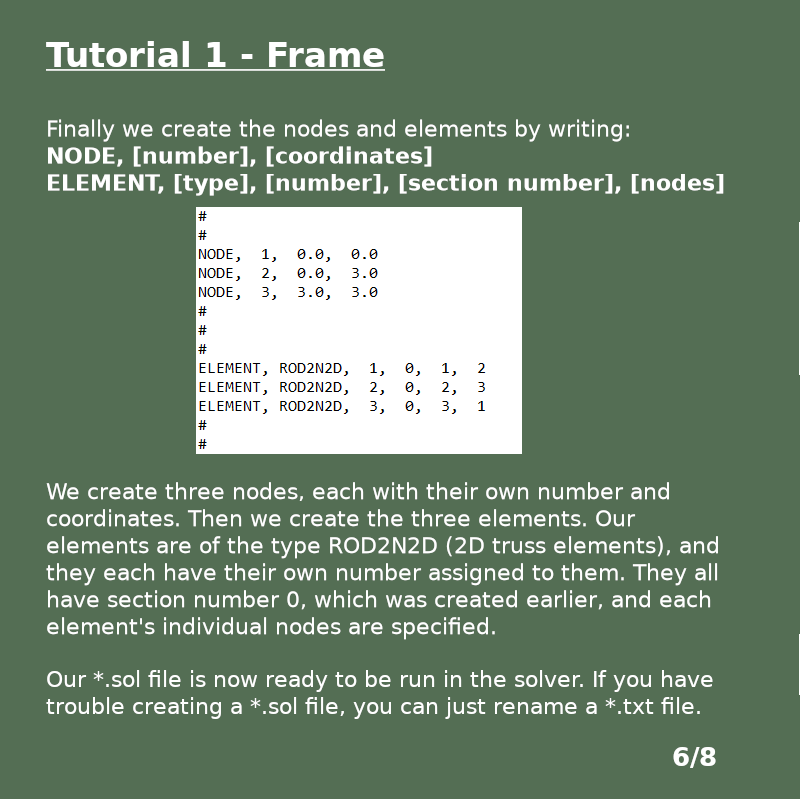 Tutorial 1 - Frame
Finally we create the nodes and elements by writing:
NODE, [number], [coordinates]
ELEMENT, [type], [number], [section number], [nodes]
#
#
NODE,  1,  0.0,  0.0
NODE,  2,  0.0,  3.0
NODE,  3,  3.0,  3.0
#
#
#
ELEMENT, ROD2N2D,  1,  0,  1,  2
ELEMENT, ROD2N2D,  2,  0,  2,  3
ELEMENT, ROD2N2D,  3,  0,  3,  1
#
#
We create three nodes, each with their own number and
coordinates. Then we create the three elements. Our
elements are of the type ROD2N2D (2D truss elements), and
they each have their own number assigned to them. They all
have section number 0, which was created earlier, and each
element's individual nodes are specified.
Our *.sol file is now ready to be run in the solver. If you have
trouble creating a *.sol file, you can just rename a *.txt file.
6/8